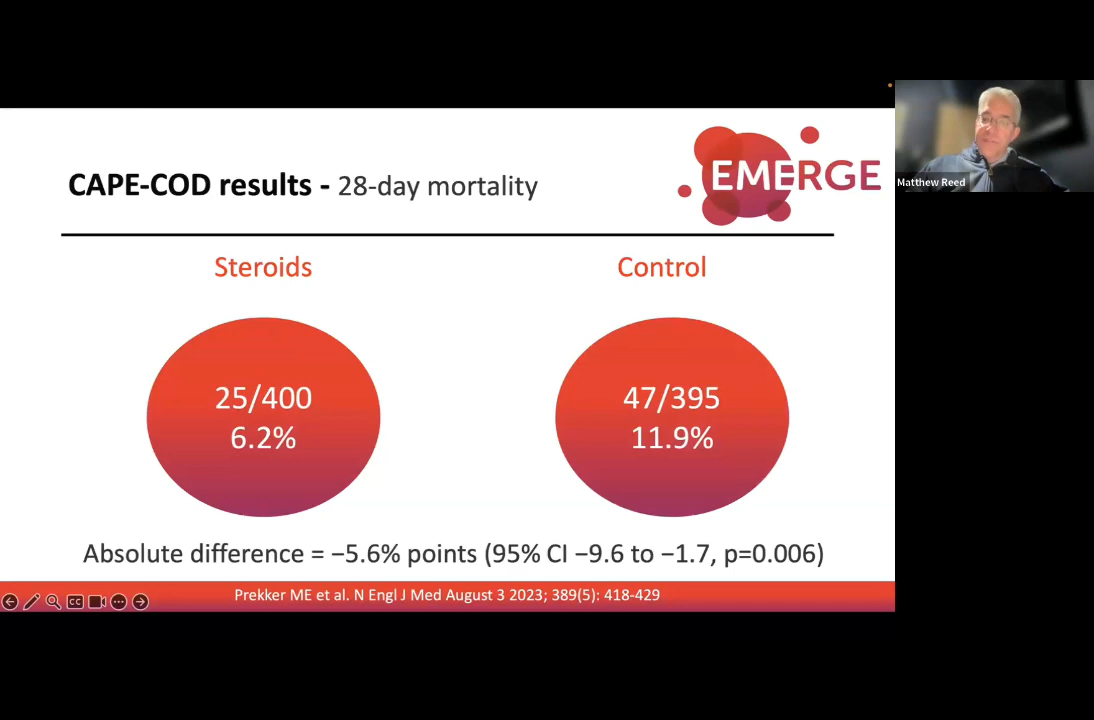 EMERGE
CAPE-COD results - 28-day mortality
Steroids
Control
25/400
6.2%
47/395
11.9%
Absolute difference = −5.6% points (95% CI −9.6 to −1.7, p=0.006)
Prekker ME et al. N Engl J Med August 3 2023; 389(5): 418-429
CC
Matthew Reed